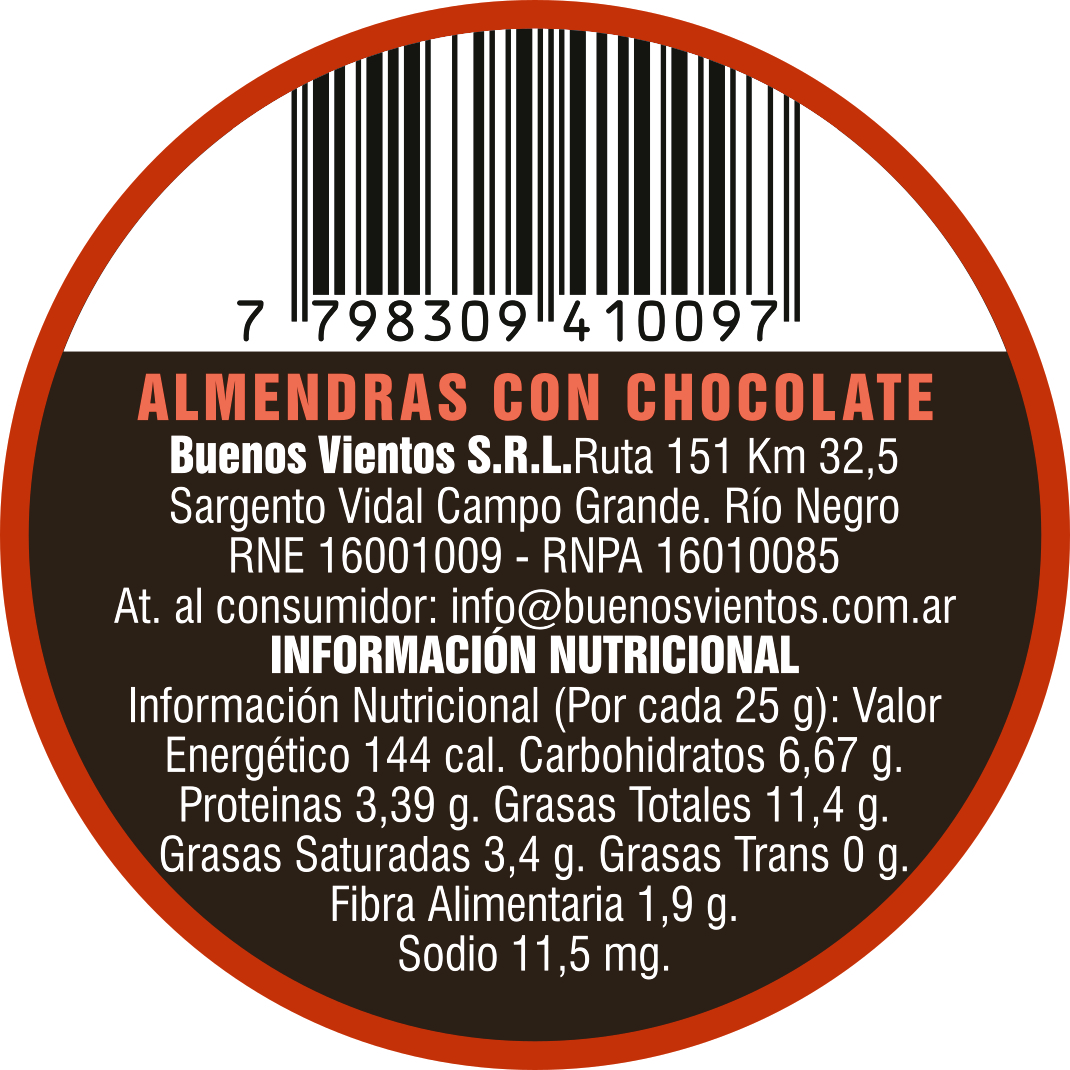 7 798309 410097
ALMENDRAS CON CHOCOLATE
Buenos Vientos S.R.L.Ruta 151 Km 32,5
Sargento Vidal Campo Grande. Río Negro
RNE 16001009 - RNPA 16010085
At. al consumidor: info@buenosvientos.com.ar
INFORMACIÓN NUTRICIONAL
Información Nutricional (Por cada 25 g): Valor
Energético 144 cal. Carbohidratos 6,67 g.
Proteinas 3,39 g. Grasas Totales 11,4 g.
Grasas Saturadas 3,4 g. Grasas Trans 0 g.
Fibra Alimentaria 1,9 g.
Sodio 11,5 mg.